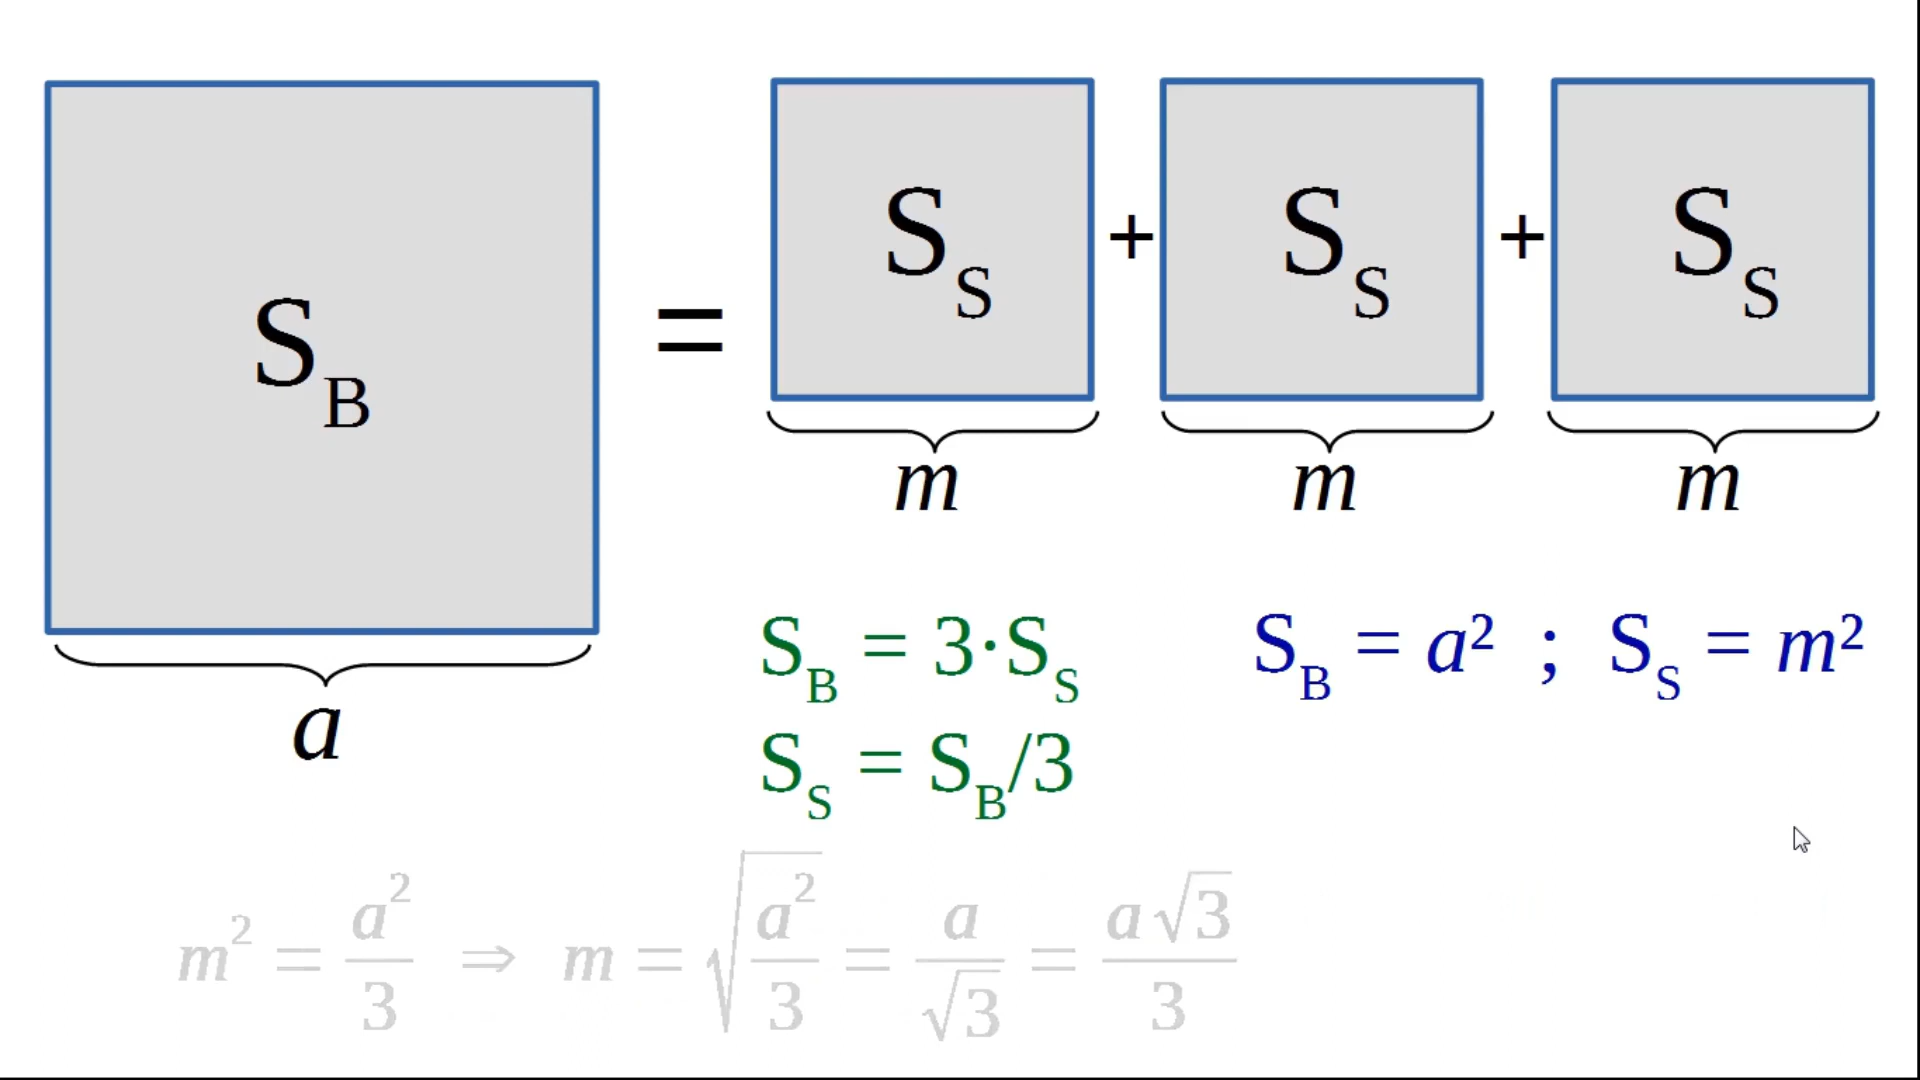 S_B = S_S + S_S + S_S
m m m
a
S_B = 3·S_S
S_S = S_B/3
S_B = a² ; S_S = m²
m² = a²/3 ⇒ m = √(a²/3) = a/√3 = a√3/3